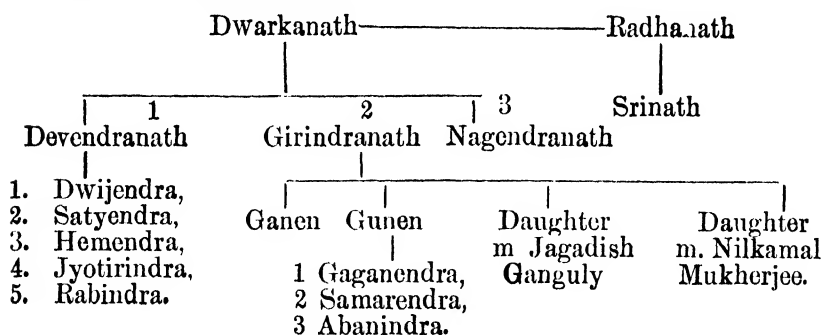 Dwarkanath Radhanath
1 2 3 Srinath
Devendranath Girindranath Nagendranath
1. Dwijendra,
2. Satyendra,
3. Hemendra,
4. Jyotirindra,
5. Rabindra.
Ganen Gunen Daughter Daughter
m Jagadish m. Nilkamal
Ganguly Mukherjee.
1 Gaganendra,
2 Samarendra,
3 Abanindra.